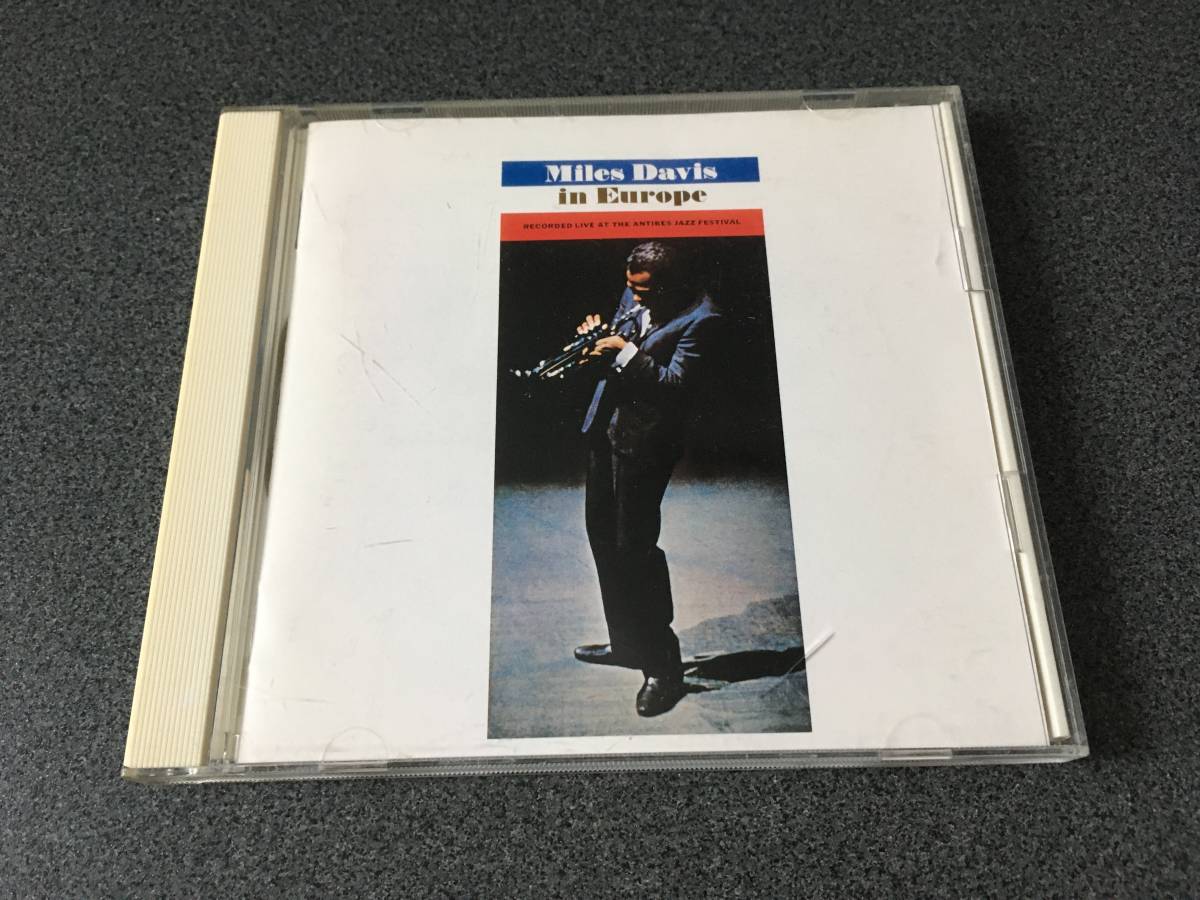 Miles Davis
in Europe
RECORDED LIVE AT THE ANTIBES JAZZ FESTIVAL